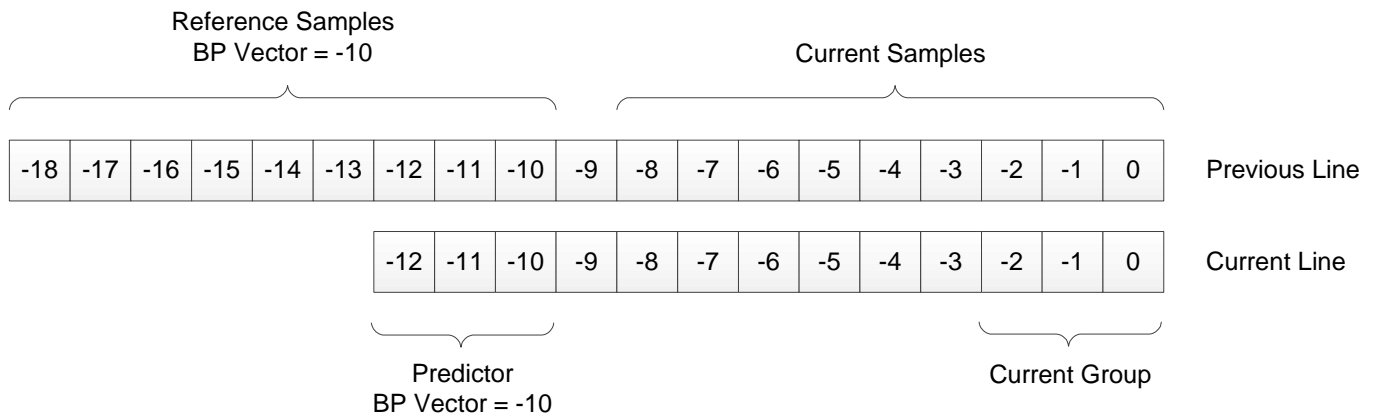 Reference Samples
BP Vector = -10
Current Samples
-18 -17 -16 -15 -14 -13 -12 -11 -10 -9 -8 -7 -6 -5 -4 -3 -2 -1 0 Previous Line
-12 -11 -10 -9 -8 -7 -6 -5 -4 -3 -2 -1 0 Current Line
Predictor
BP Vector = -10
Current Group